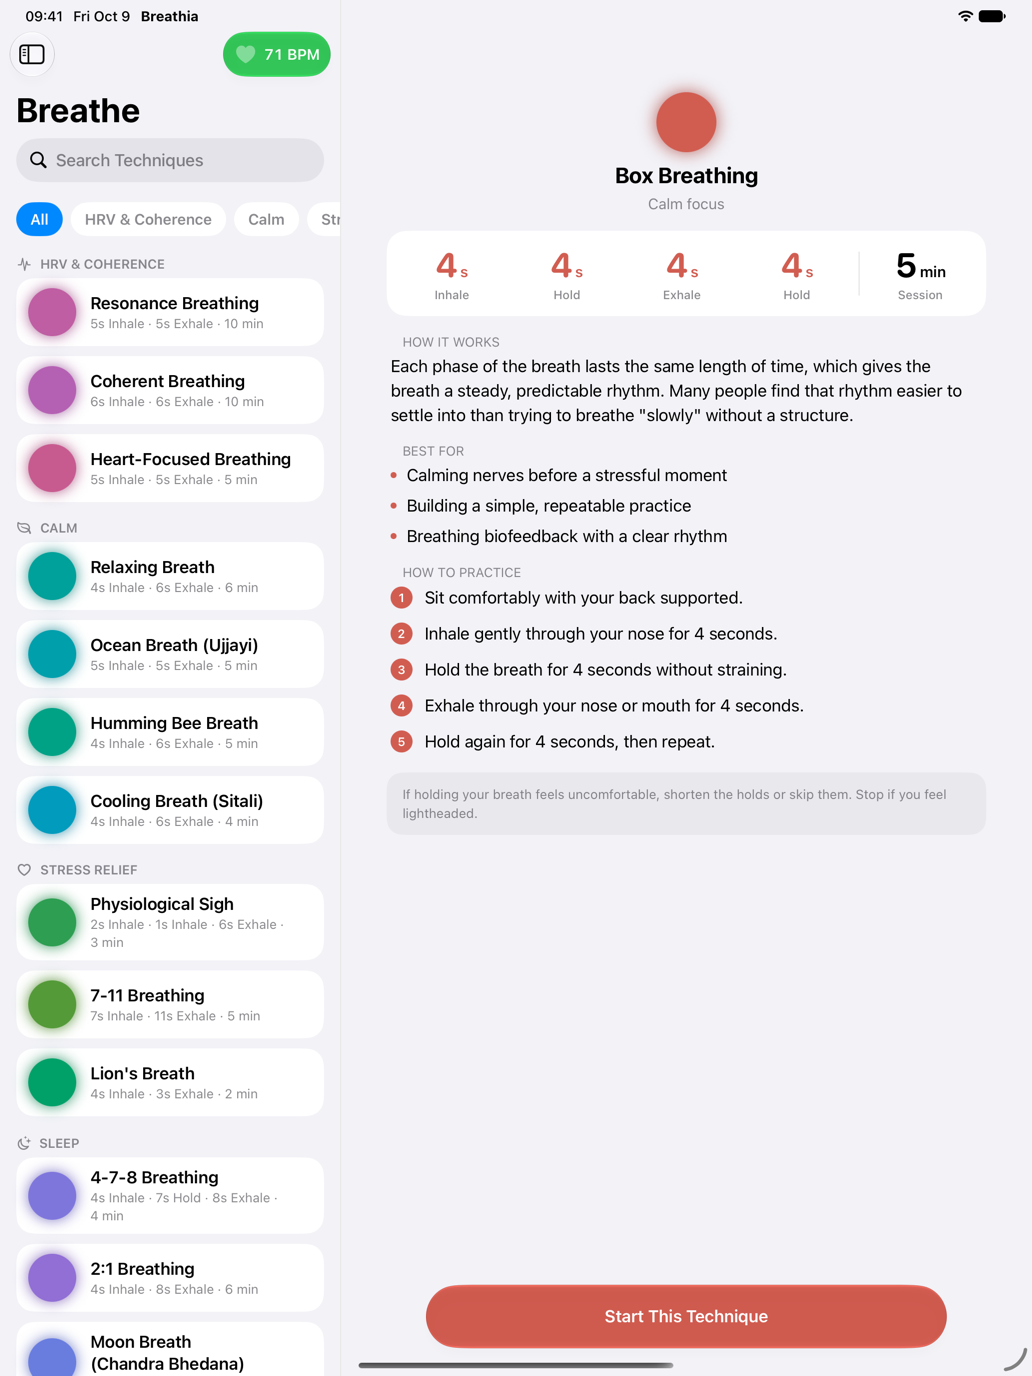 09:41 Fri Oct 9 Breathia
71 BPM
Breathe
Search Techniques
All
HRV & Coherence
Calm
Str
HRV & COHERENCE
Resonance Breathing
5s Inhale · 5s Exhale · 10 min
Coherent Breathing
6s Inhale · 6s Exhale · 10 min
Heart-Focused Breathing
5s Inhale · 5s Exhale · 5 min
CALM
Relaxing Breath
4s Inhale · 6s Exhale · 6 min
Ocean Breath (Ujjayi)
5s Inhale · 5s Exhale · 5 min
Humming Bee Breath
4s Inhale · 6s Exhale · 5 min
Cooling Breath (Sitali)
4s Inhale · 6s Exhale · 4 min
STRESS RELIEF
Physiological Sigh
2s Inhale · 1s Inhale · 6s Exhale ·
3 min
7-11 Breathing
7s Inhale · 11s Exhale · 5 min
Lion's Breath
4s Inhale · 3s Exhale · 2 min
SLEEP
4-7-8 Breathing
4s Inhale · 7s Hold · 8s Exhale ·
4 min
2:1 Breathing
4s Inhale · 8s Exhale · 6 min
Moon Breath
(Chandra Bhedana)
Box Breathing
Calm focus
4 s
Inhale
4 s
Hold
4 s
Exhale
4 s
Hold
5 min
Session
HOW IT WORKS
Each phase of the breath lasts the same length of time, which gives the
breath a steady, predictable rhythm. Many people find that rhythm easier to
settle into than trying to breathe "slowly" without a structure.
BEST FOR
• Calming nerves before a stressful moment
• Building a simple, repeatable practice
• Breathing biofeedback with a clear rhythm
HOW TO PRACTICE
1 Sit comfortably with your back supported.
2 Inhale gently through your nose for 4 seconds.
3 Hold the breath for 4 seconds without straining.
4 Exhale through your nose or mouth for 4 seconds.
5 Hold again for 4 seconds, then repeat.
If holding your breath feels uncomfortable, shorten the holds or skip them. Stop if you feel
lightheaded.
Start This Technique